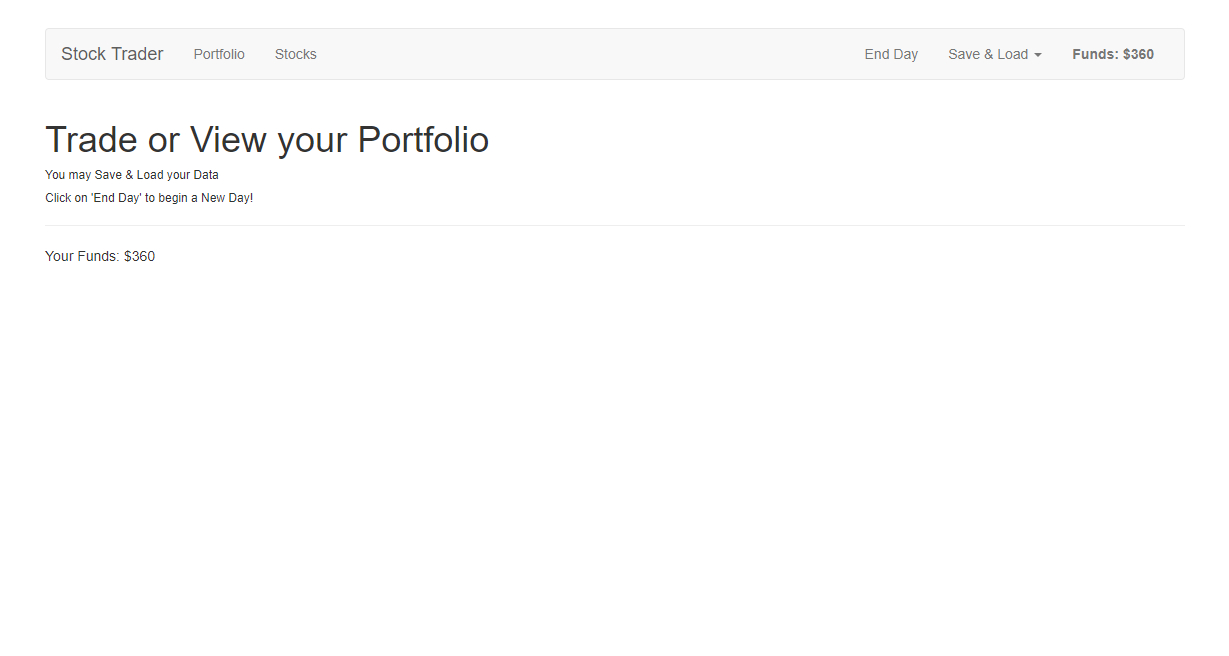 Stock Trader Portfolio Stocks End Day Save & Load Funds: $360
Trade or View your Portfolio
You may Save & Load your Data
Click on 'End Day' to begin a New Day!
Your Funds: $360